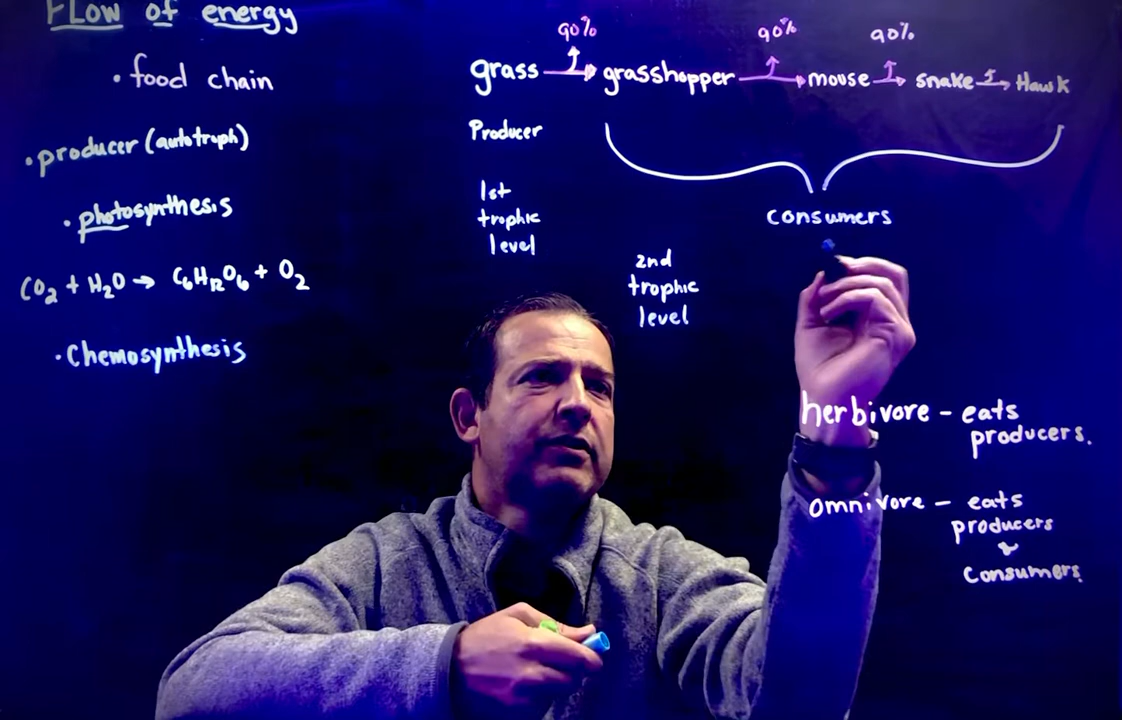 Flow of energy
• food chain
• producer (autotroph)
• photosynthesis
CO2 + H2O → C6H12O6 + O2
• Chemosynthesis
90% 90% 90%
grass → grasshopper → mouse → snake → Hawk
Producer
1st
trophic
level
consumers
2nd
trophic
level
herbivore - eats
producers.
omnivore - eats
producers
&
consumers.